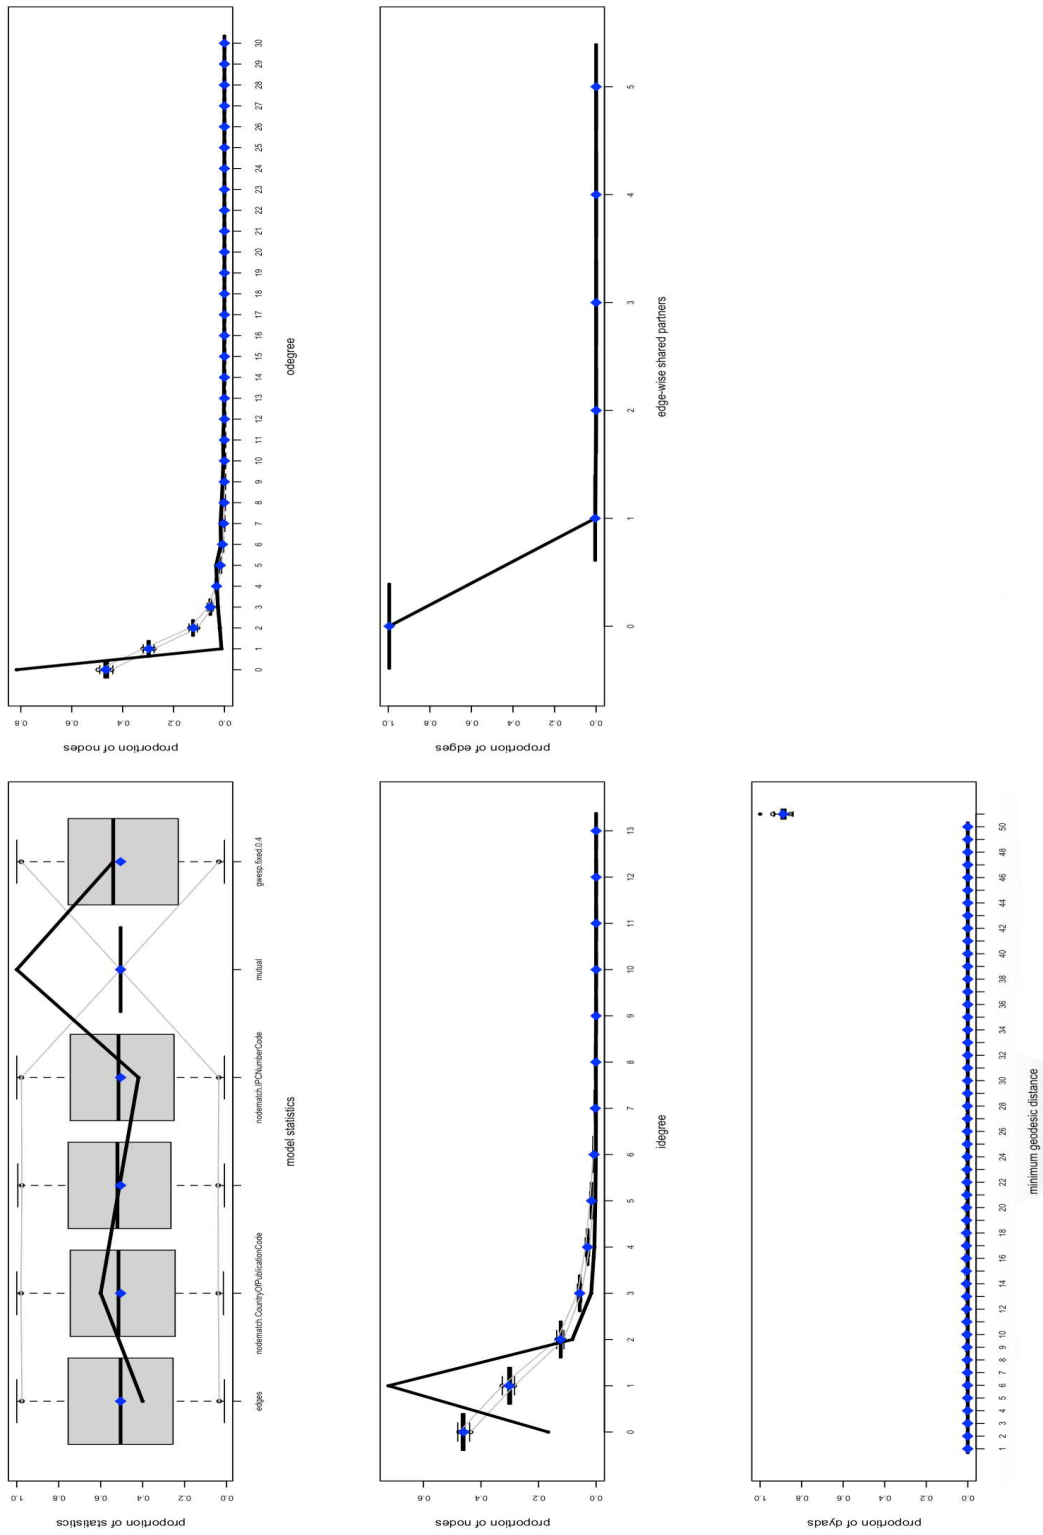 proportion of statistics
0.0 0.2 0.4 0.6 0.8 1.0
edges nodematch.CountryOfPublicationCode nodematch.IPCNumberCode mutual gwesp.fixed.0.4
model statistics
proportion of nodes
0.0 0.2 0.4 0.6 0.8
0 1 2 3 4 5 6 7 8 9 10 11 12 13 14 15 16 17 18 19 20 21 22 23 24 25 26 27 28 29 30
odegree
proportion of nodes
0.0 0.2 0.4 0.6
0 1 2 3 4 5 6 7 8 9 10 11 12 13
idegree
proportion of edges
0.0 0.2 0.4 0.6 0.8 1.0
0 1 2 3 4 5
edge-wise shared partners
proportion of dyads
0.0 0.2 0.4 0.6 0.8 1.0
1 2 3 4 5 6 7 8 9 10 12 14 16 18 20 22 24 26 28 30 32 34 36 38 40 42 44 46 48 50
minimum geodesic distance